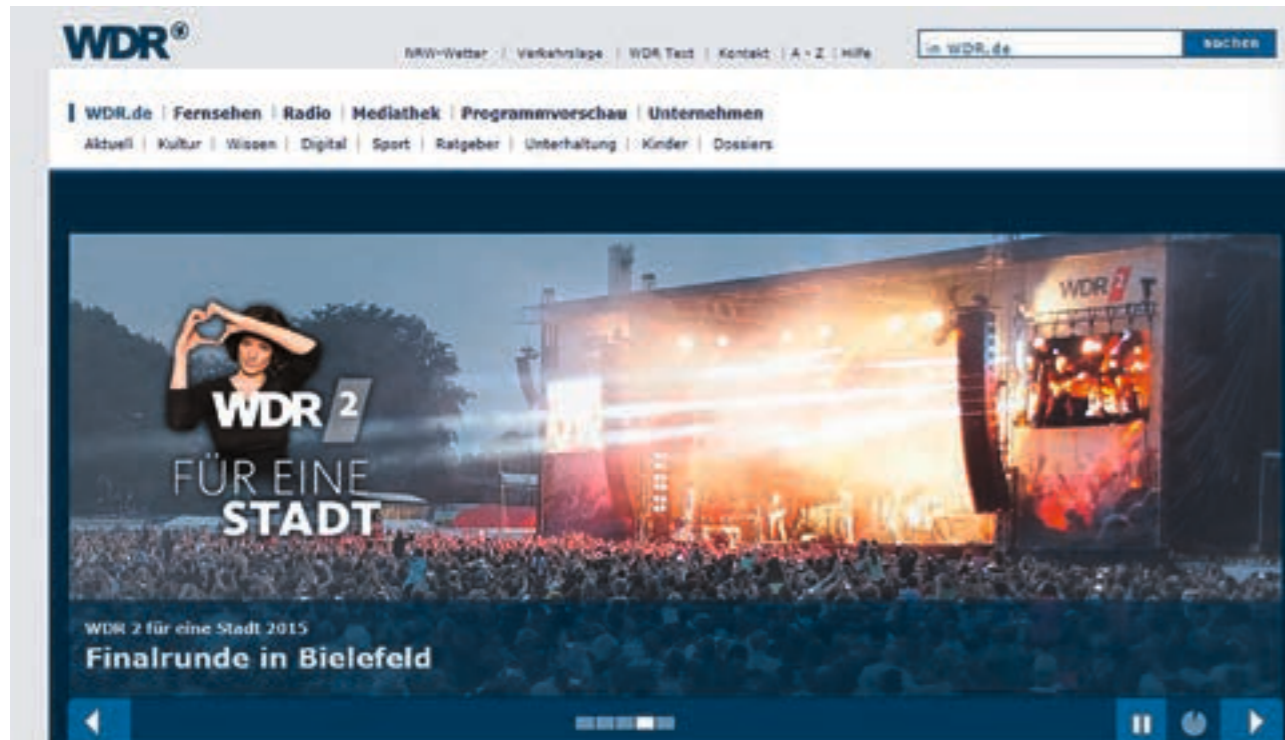 WDR
NRW-Wetter | Verkehrslage | WDR Text | Kontakt | A - Z | Hilfe
in WDR.de
suchen
WDR.de | Fernsehen | Radio | Mediathek | Programmvorschau | Unternehmen
Aktuell | Kultur | Wissen | Digital | Sport | Ratgeber | Unterhaltung | Kinder | Dossiers
WDR 2
WDR 2
FÜR EINE
STADT
WDR 2 für eine Stadt 2015
Finalrunde in Bielefeld